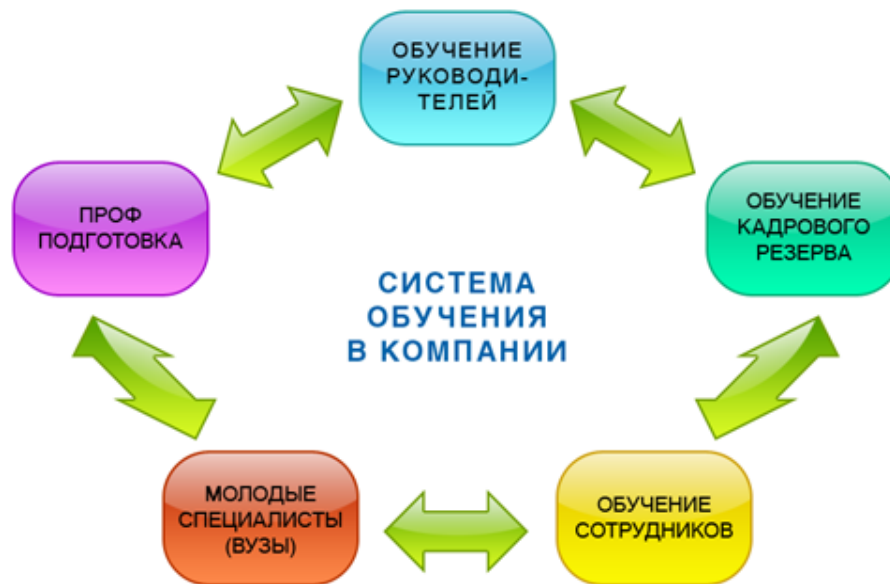 ОБУЧЕНИЕ
РУКОВОДИ-
ТЕЛЕЙ
ПРОФ
ПОДГОТОВКА
ОБУЧЕНИЕ
КАДРОВОГО
РЕЗЕРВА
СИСТЕМА
ОБУЧЕНИЯ
В КОМПАНИИ
МОЛОДЫЕ
СПЕЦИАЛИСТЫ
(ВУЗЫ)
ОБУЧЕНИЕ
СОТРУДНИКОВ